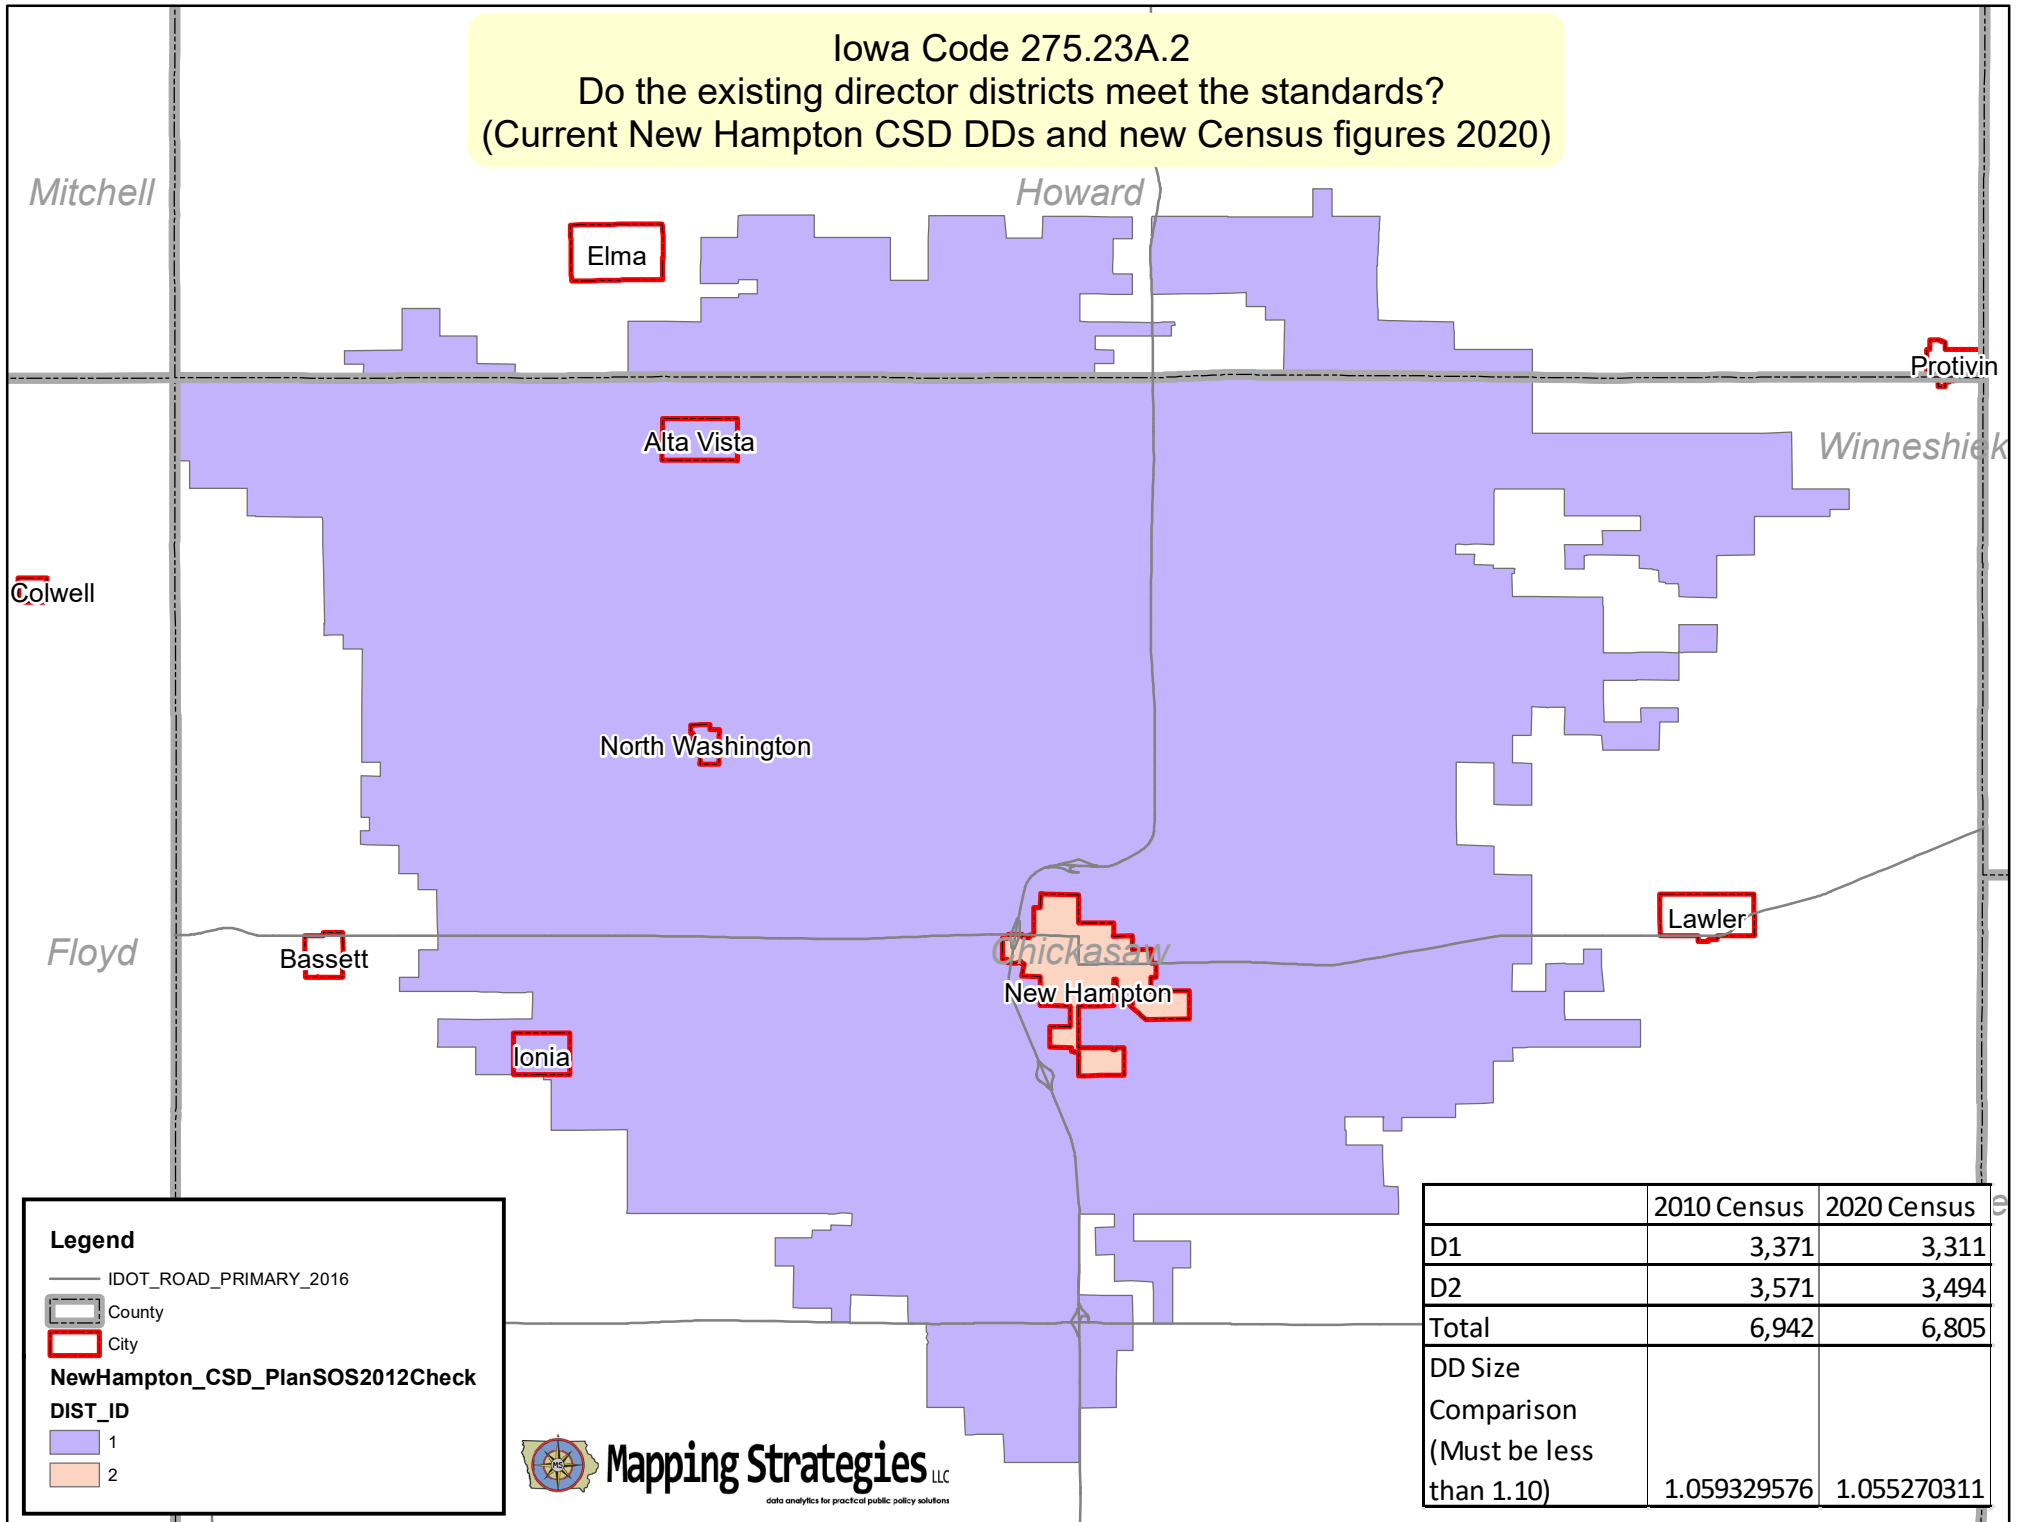 Iowa Code 275.23A.2
Do the existing director districts meet the standards?
(Current New Hampton CSD DDs and new Census figures 2020)
Mitchell
Howard
Elma
Protivin
Alta Vista
Winneshiek
Colwell
North Washington
Lawler
Floyd
Bassett
Chickasaw
New Hampton
Ionia
Legend
IDOT_ROAD_PRIMARY_2016
County
City
NewHampton_CSD_PlanSOS2012Check
DIST_ID
1
2
MS
Mapping Strategies LLC
data analytics for practical public policy solutions
2010 Census 2020 Census
D1 3,371 3,311
D2 3,571 3,494
Total 6,942 6,805
DD Size
Comparison
(Must be less
than 1.10) 1.059329576 1.055270311
e